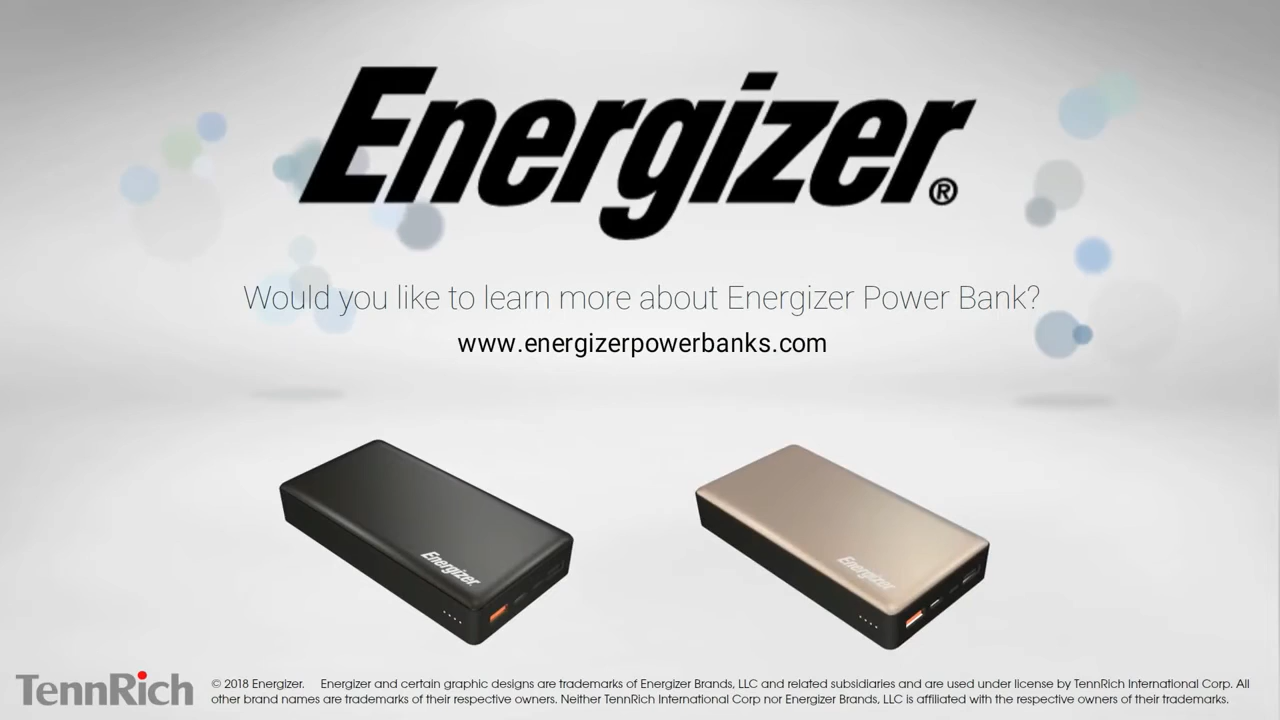 Energizer®
Would you like to learn more about Energizer Power Bank?
www.energizerpowerbanks.com
Energizer
Energizer
TennRich
© 2018 Energizer. Energizer and certain graphic designs are trademarks of Energizer Brands, LLC and related subsidiaries and are used under license by TennRich International Corp. All
other brand names are trademarks of their respective owners. Neither TennRich International Corp nor Energizer Brands, LLC is affiliated with the respective owners of their trademarks.